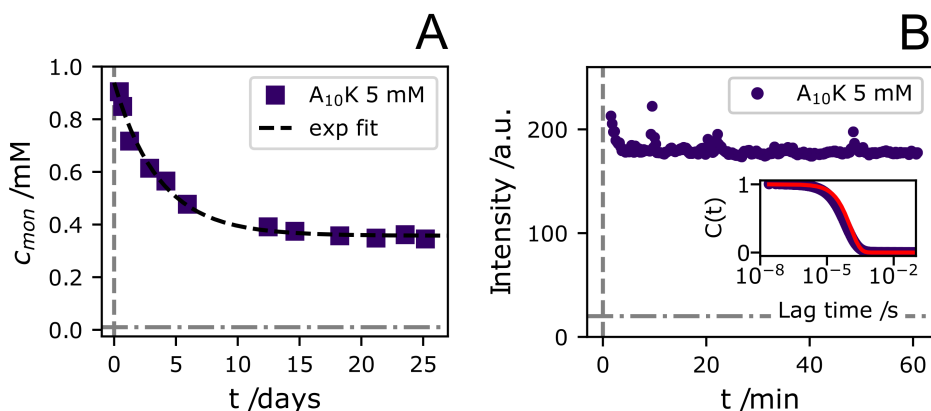 A
1.0
0.8
0.6
0.4
0.2
0.0
c_mon /mM
A₁₀K 5 mM
exp fit
0 5 10 15 20 25
t /days
B
200
100
0
Intensity /a.u.
A₁₀K 5 mM
1
0
C(t)
10⁻⁸ 10⁻⁵ 10⁻²
Lag time /s
0 20 40 60
t /min